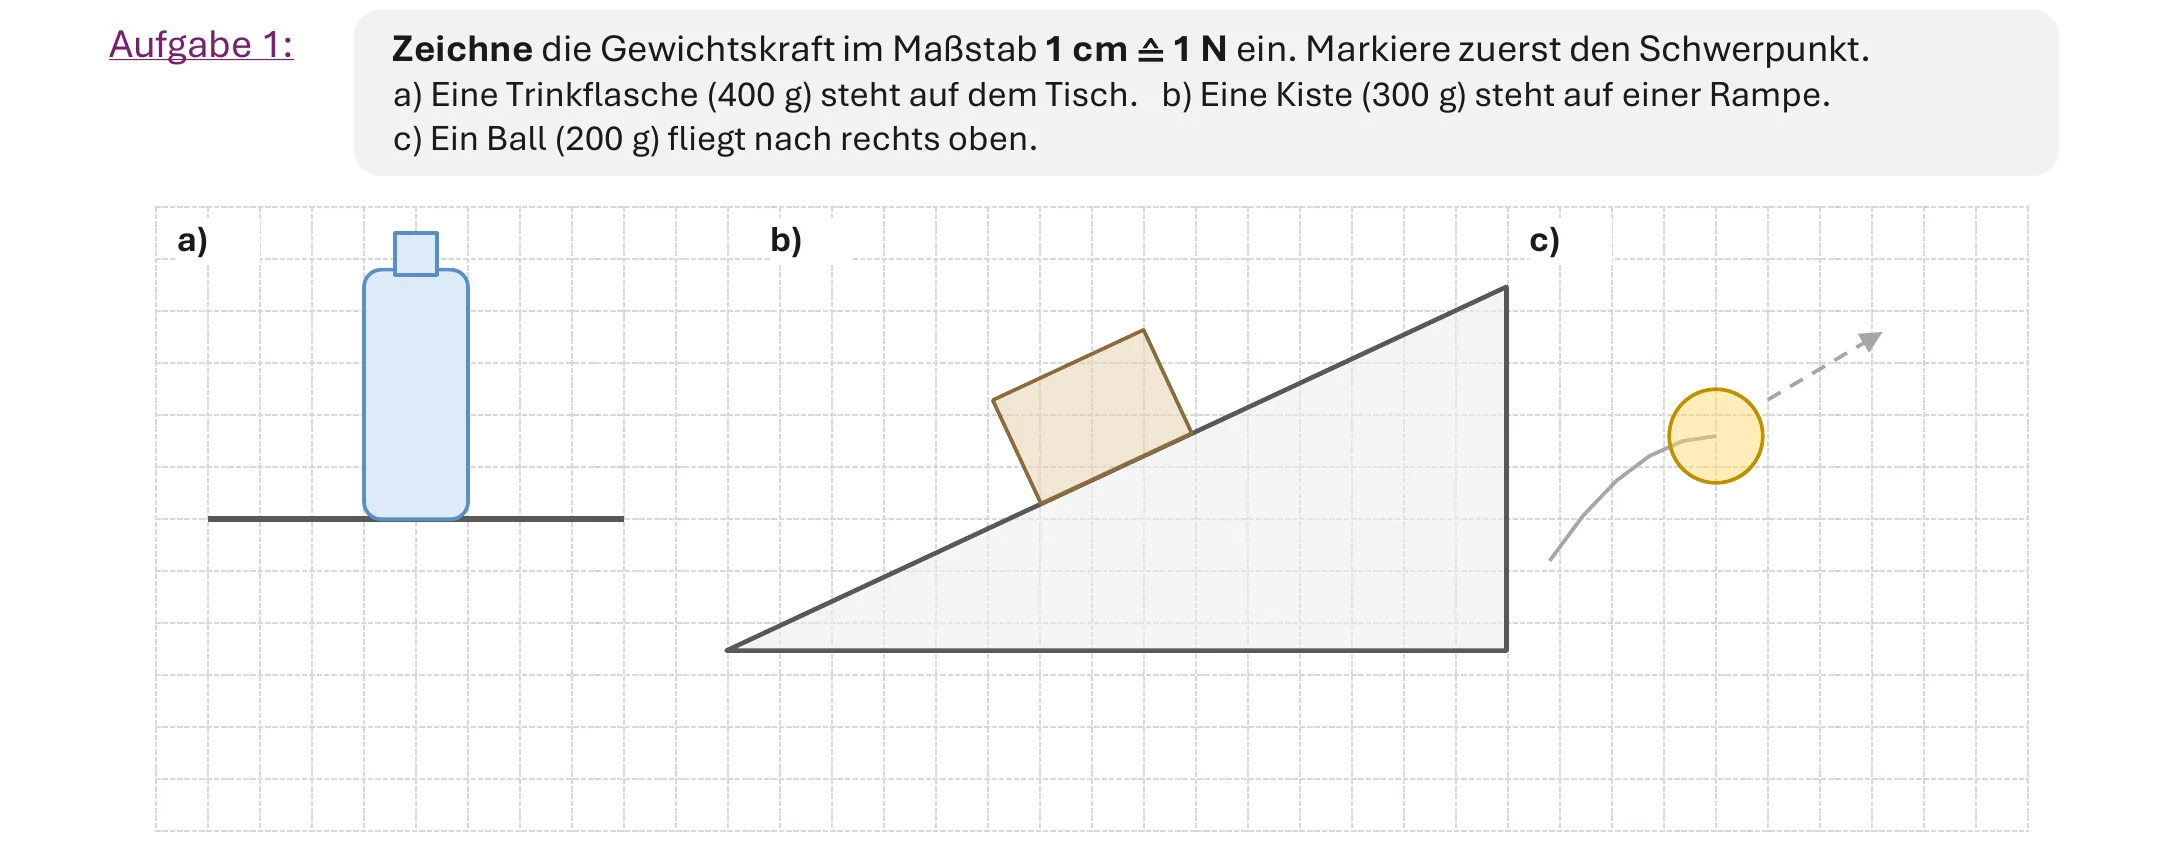 Aufgabe 1:
Zeichne die Gewichtskraft im Maßstab 1 cm ≙ 1 N ein. Markiere zuerst den Schwerpunkt.
a) Eine Trinkflasche (400 g) steht auf dem Tisch. b) Eine Kiste (300 g) steht auf einer Rampe.
c) Ein Ball (200 g) fliegt nach rechts oben.
a)
b)
c)